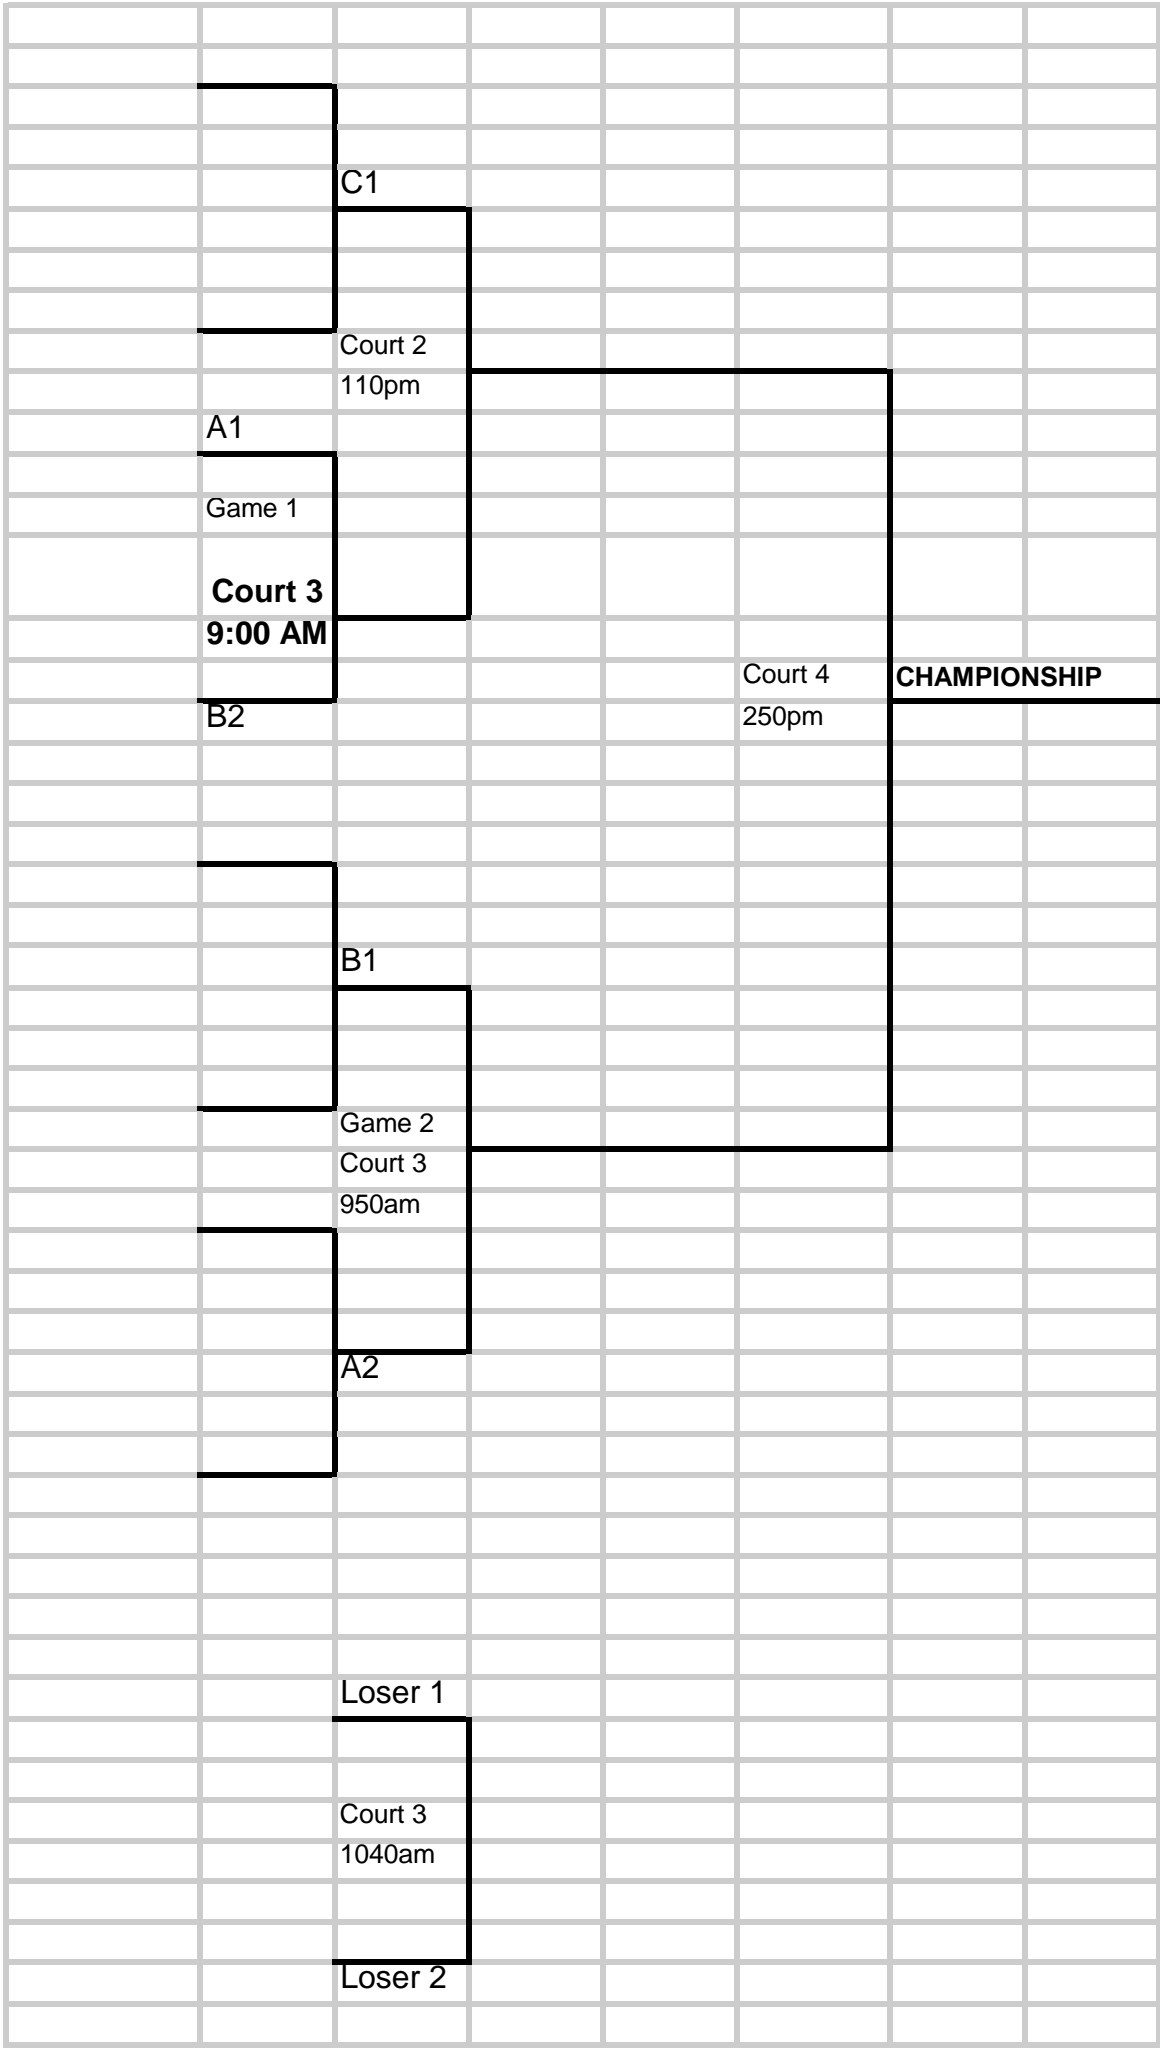 C1
Court 2
110pm
A1
Game 1
Court 3
9:00 AM
Court 4
CHAMPIONSHIP
B2
250pm
B1
Game 2
Court 3
950am
A2
Loser 1
Court 3
1040am
Loser 2